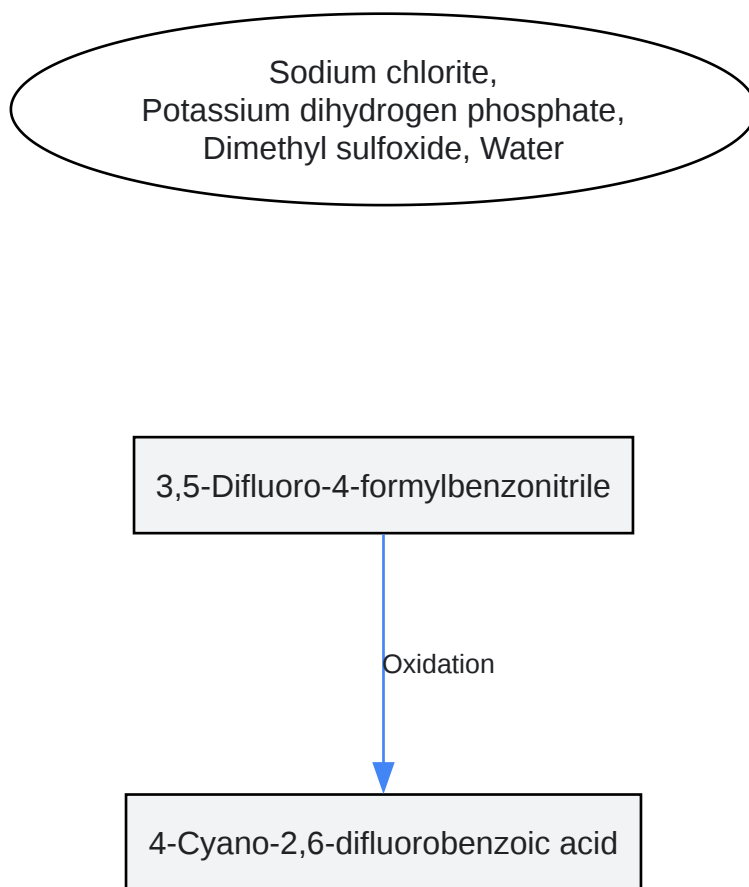 Sodium chlorite,
Potassium dihydrogen phosphate,
Dimethyl sulfoxide, Water
3,5-Difluoro-4-formylbenzonitrile
Oxidation
4-Cyano-2,6-difluorobenzoic acid